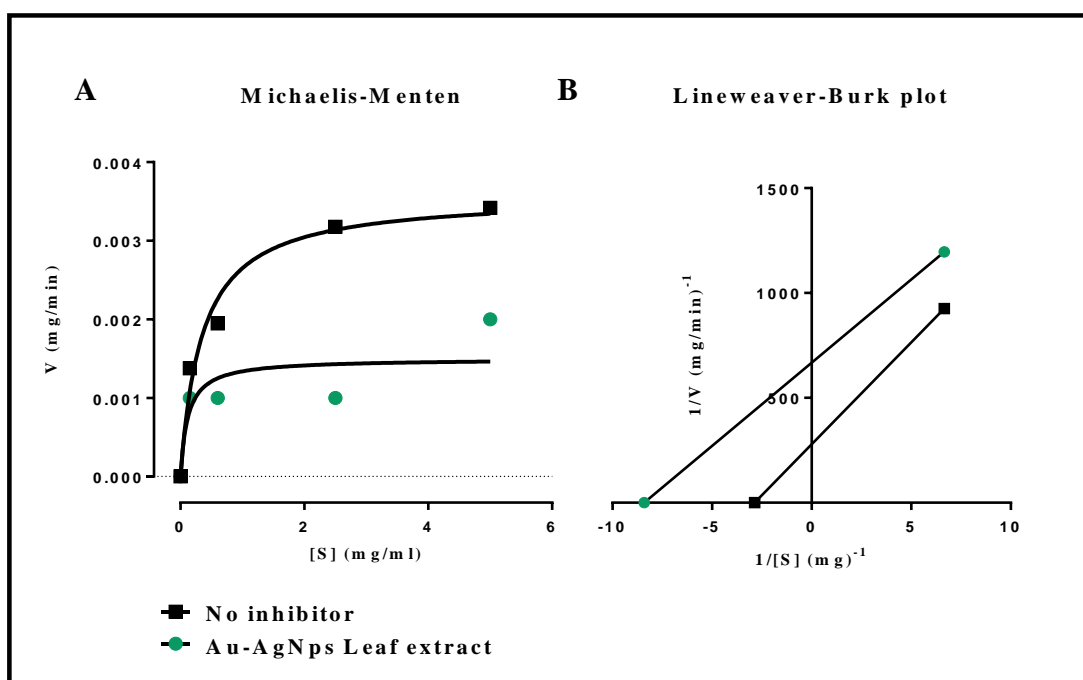 A
Michaelis-Menten
V (mg/min)
0.004
0.003
0.002
0.001
0.000
0
2
4
6
[S] (mg/ml)
B
Lineweaver-Burk plot
1/V (mg/min)⁻¹
1500
1000
500
-10
-5
0
5
10
1/[S] (mg)⁻¹
No inhibitor
Au-AgNps Leaf extract